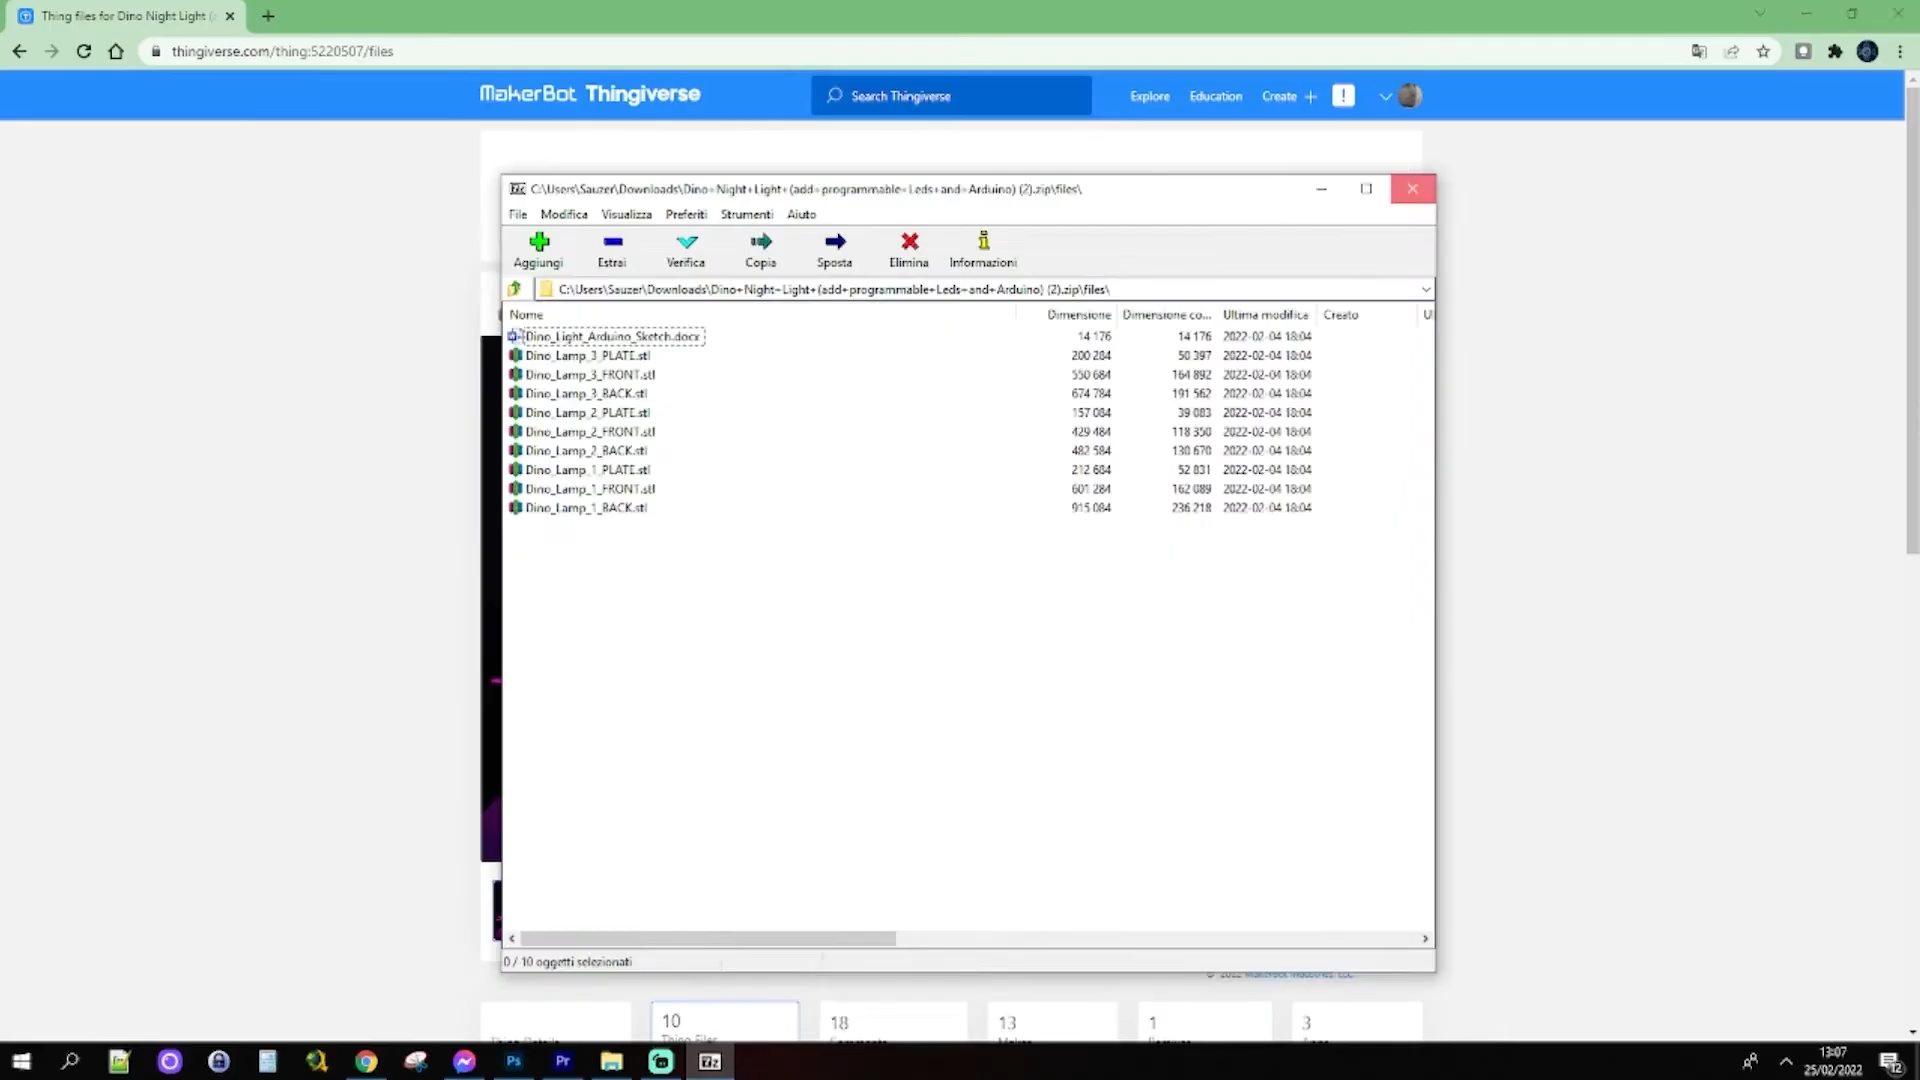 Thing files for Dino Night Light (
thingiverse.com/thing:5220507/files
MakerBot Thingiverse
Search Thingiverse
Explore Education Create
C:\Users\Sauzer\Downloads\Dino+Night+Light+(add+programmable+Leds+and+Arduino) (2).zip\files\
File Modifica Visualizza Preferiti Strumenti Aiuto
Aggiungi Estrai Verifica Copia Sposta Elimina Informazioni
C:\Users\Sauzer\Downloads\Dino+Night+Light+(add+programmable+Leds+and+Arduino) (2).zip\files\
Nome Dimensione Dimensione co... Ultima modifica Creato Ul
Dino_Light_Arduino_Sketch.docx 14 176 14 176 2022-02-04 18:04
Dino_Lamp_3_PLATE.stl 200 284 50 397 2022-02-04 18:04
Dino_Lamp_3_FRONT.stl 550 684 164 892 2022-02-04 18:04
Dino_Lamp_3_BACK.stl 674 784 191 562 2022-02-04 18:04
Dino_Lamp_2_PLATE.stl 157 084 39 083 2022-02-04 18:04
Dino_Lamp_2_FRONT.stl 429 484 118 350 2022-02-04 18:04
Dino_Lamp_2_BACK.stl 482 584 130 670 2022-02-04 18:04
Dino_Lamp_1_PLATE.stl 212 684 52 831 2022-02-04 18:04
Dino_Lamp_1_FRONT.stl 601 284 162 089 2022-02-04 18:04
Dino_Lamp_1_BACK.stl 915 084 236 218 2022-02-04 18:04
0 / 10 oggetti selezionati
10 18 13 1 3
Ps Pr 7z
13:07
25/02/2022
12